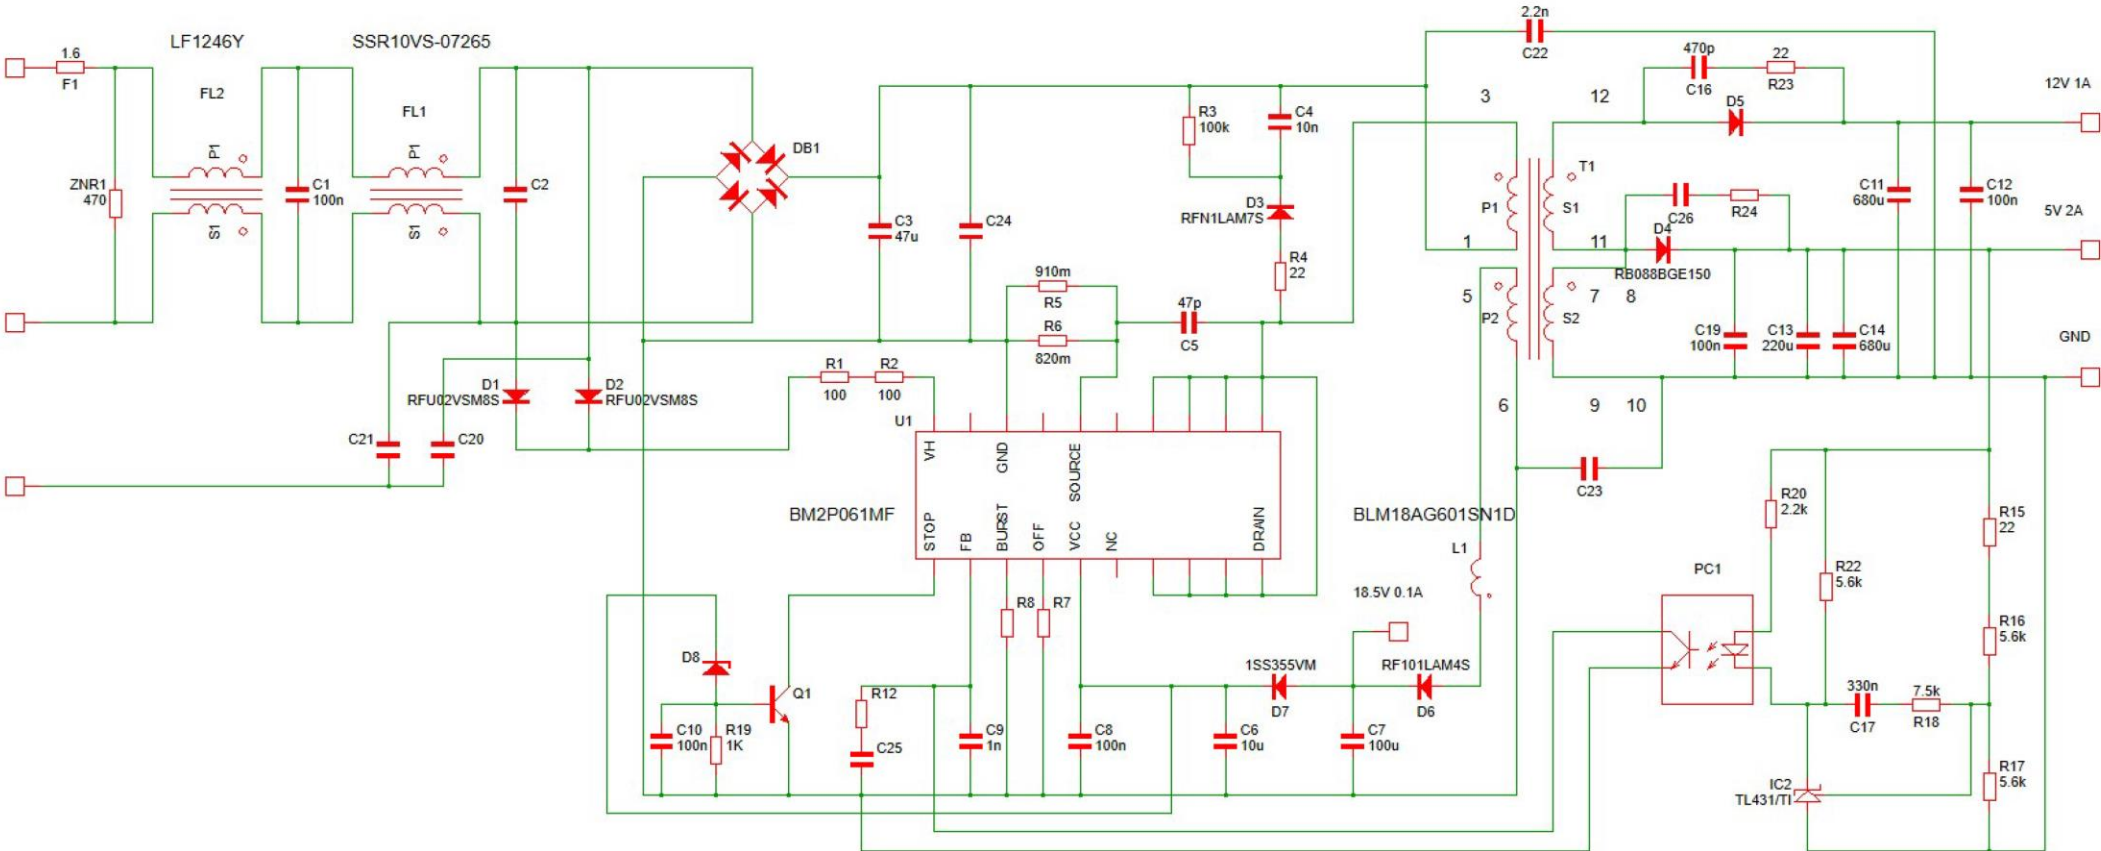 2.2n
C22
LF1246Y
SSR10VS-07265
1.6
F1
470p
C16
22
R23
12V 1A
FL2
FL1
3
12
D5
R3
100k
C4
10n
P1
P1
DB1
T1
ZNR1
470
C1
100n
C2
D3
RFN1LAM7S
P1
S1
C26
R24
C11
680u
C12
100n
5V 2A
S1
S1
C3
47u
C24
1
11
D4
RB088BGE150
R4
22
910m
R5
5
7
8
47p
C5
R6
820m
P2
S2
C19
100n
C13
220u
C14
680u
GND
R1
100
R2
100
D1
RFU02VSM8S
D2
RFU02VSM8S
6
9
10
U1
C21
C20
VH
GND
SOURCE
C23
BM2P061MF
BLM18AG601SN1D
R20
2.2k
R15
22
STOP
FB
BURST
OFF
VCC
NC
DRAIN
L1
PC1
R22
5.6k
18.5V 0.1A
R8
R7
R16
5.6k
D8
1SS355VM
D7
RF101LAM4S
D6
Q1
R12
330n
C17
7.5k
R18
C10
100n
R19
1K
C25
C9
1n
C8
100n
C6
10u
C7
100u
R17
5.6k
IC2
TL431/TI